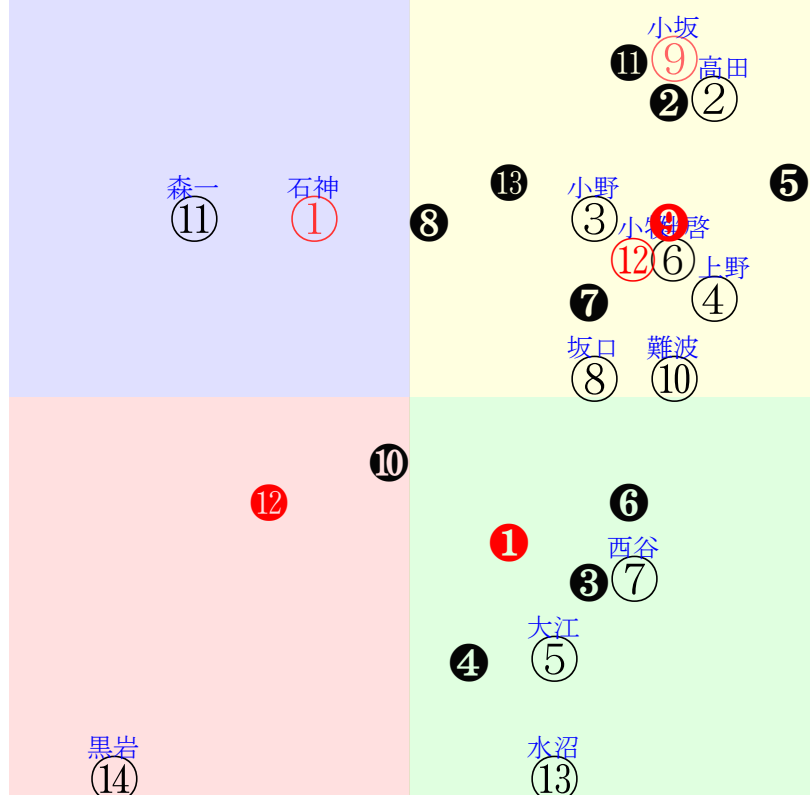 小坂
⓫ ⑨ 高田
❷ ②
森一 石神 ⓭ 小野 ❺
⑪ ① ❽ ③ ❾
⑫ ⑥ 上野
❼ ④
坂口 難波
⑧ ⑩
❿
⓬ ❻
❶ 西谷
❸ ⑦
大江
❹ ⑤
黒岩 水沼
⑭ ⑬